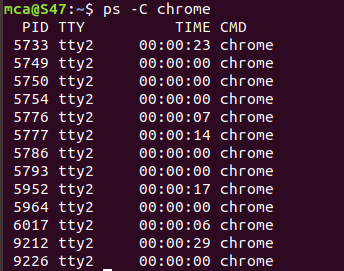 mca@S47:~$ ps -C chrome
PID TTY TIME CMD
5733 tty2 00:00:23 chrome
5749 tty2 00:00:00 chrome
5750 tty2 00:00:00 chrome
5754 tty2 00:00:00 chrome
5776 tty2 00:00:07 chrome
5777 tty2 00:00:14 chrome
5786 tty2 00:00:00 chrome
5793 tty2 00:00:00 chrome
5952 tty2 00:00:17 chrome
5964 tty2 00:00:00 chrome
6017 tty2 00:00:06 chrome
9212 tty2 00:00:29 chrome
9226 tty2 00:00:00 chrome